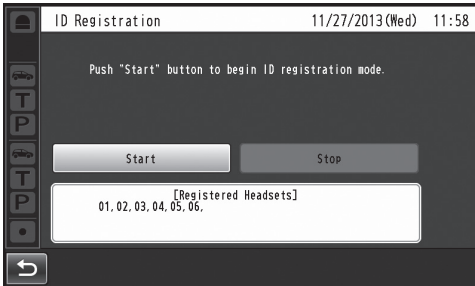 ID Registration 11/27/2013(Wed) 11:58
Push "Start" button to begin ID registration mode.
T
P
Start Stop
T
[Registered Headsets]
P
01,02,03,04,05,06,